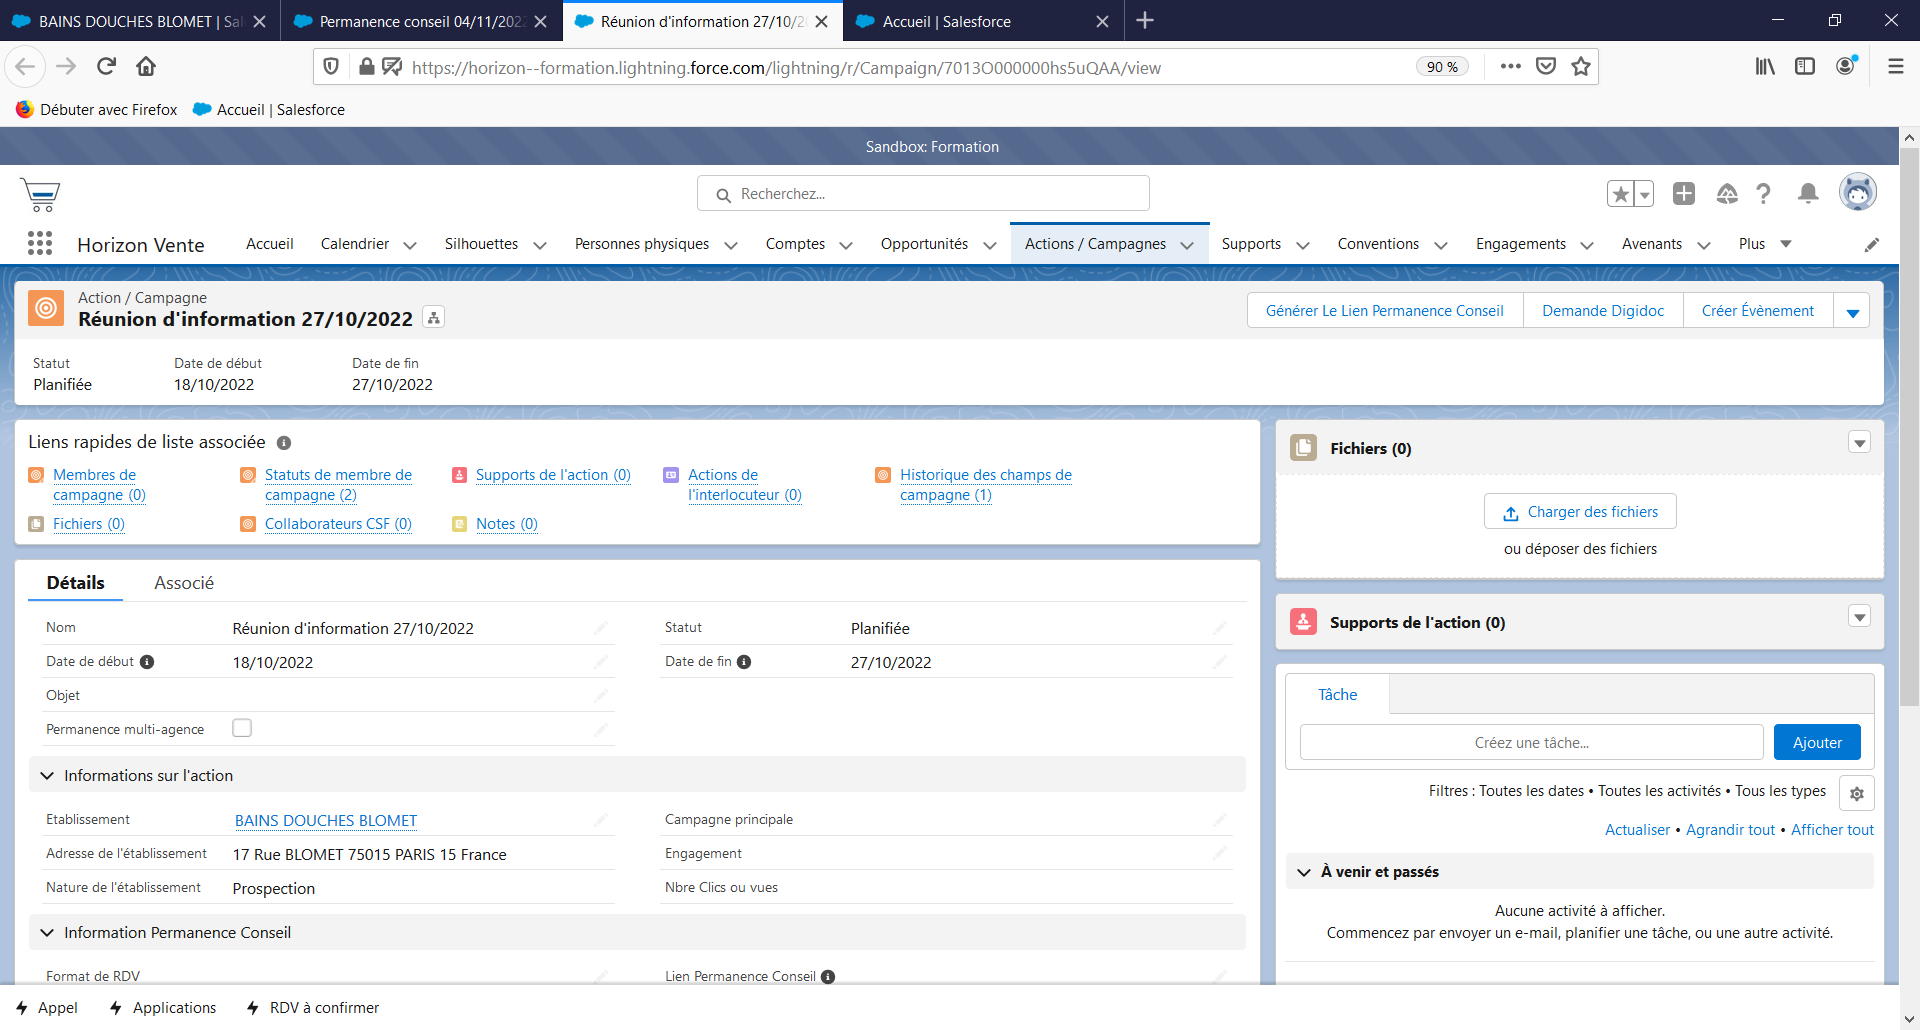 BAINS DOUCHES BLOMET | Sal
Permanence conseil 04/11/2022
Réunion d'information 27/10/20
Accueil | Salesforce
https://horizon--formation.lightning.force.com/lightning/r/Campaign/7013O000000hs5uQAA/view
90 %
Débuter avec Firefox
Accueil | Salesforce
Sandbox: Formation
Recherchez...
Horizon Vente
Accueil
Calendrier
Silhouettes
Personnes physiques
Comptes
Opportunités
Actions / Campagnes
Supports
Conventions
Engagements
Avenants
Plus
Action / Campagne
Réunion d'information 27/10/2022
Générer Le Lien Permanence Conseil
Demande Digidoc
Créer Évènement
Statut
Date de début
Date de fin
Planifiée
18/10/2022
27/10/2022
Liens rapides de liste associée
Membres de
campagne (0)
Statuts de membre de
campagne (2)
Supports de l'action (0)
Actions de
l'interlocuteur (0)
Historique des champs de
campagne (1)
Fichiers (0)
Collaborateurs CSF (0)
Notes (0)
Détails
Associé
Nom
Réunion d'information 27/10/2022
Statut
Planifiée
Date de début
18/10/2022
Date de fin
27/10/2022
Objet
Permanence multi-agence
Informations sur l'action
Etablissement
BAINS DOUCHES BLOMET
Campagne principale
Adresse de l'établissement
17 Rue BLOMET 75015 PARIS 15 France
Engagement
Nature de l'établissement
Prospection
Nbre Clics ou vues
Information Permanence Conseil
Format de RDV
Lien Permanence Conseil
Fichiers (0)
Charger des fichiers
ou déposer des fichiers
Supports de l'action (0)
Tâche
Créez une tâche...
Ajouter
Filtres : Toutes les dates • Toutes les activités • Tous les types
Actualiser • Agrandir tout • Afficher tout
À venir et passés
Aucune activité à afficher.
Commencez par envoyer un e-mail, planifier une tâche, ou une autre activité.
Appel
Applications
RDV à confirmer